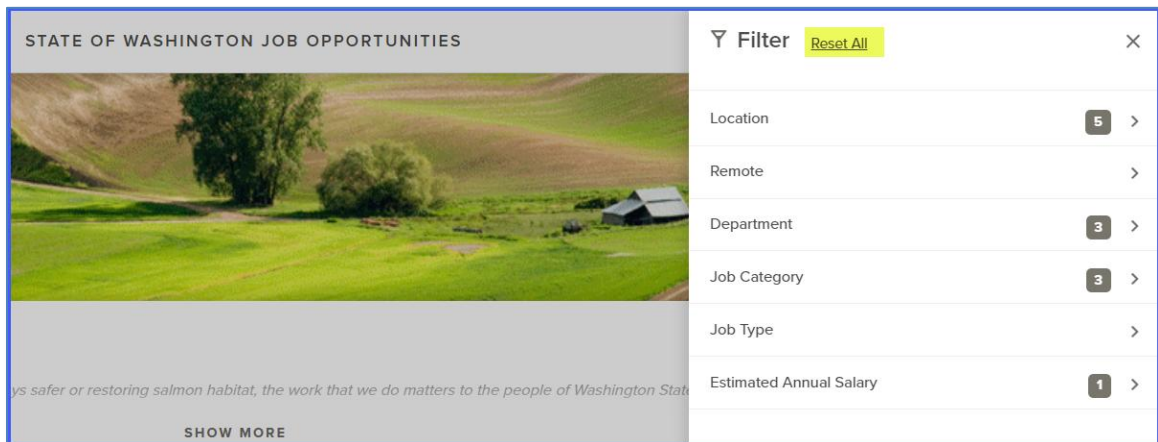 STATE OF WASHINGTON JOB OPPORTUNITIES
ys safer or restoring salmon habitat, the work that we do matters to the people of Washington State
SHOW MORE
Filter Reset All
Location 5
Remote
Department 3
Job Category 3
Job Type
Estimated Annual Salary 1